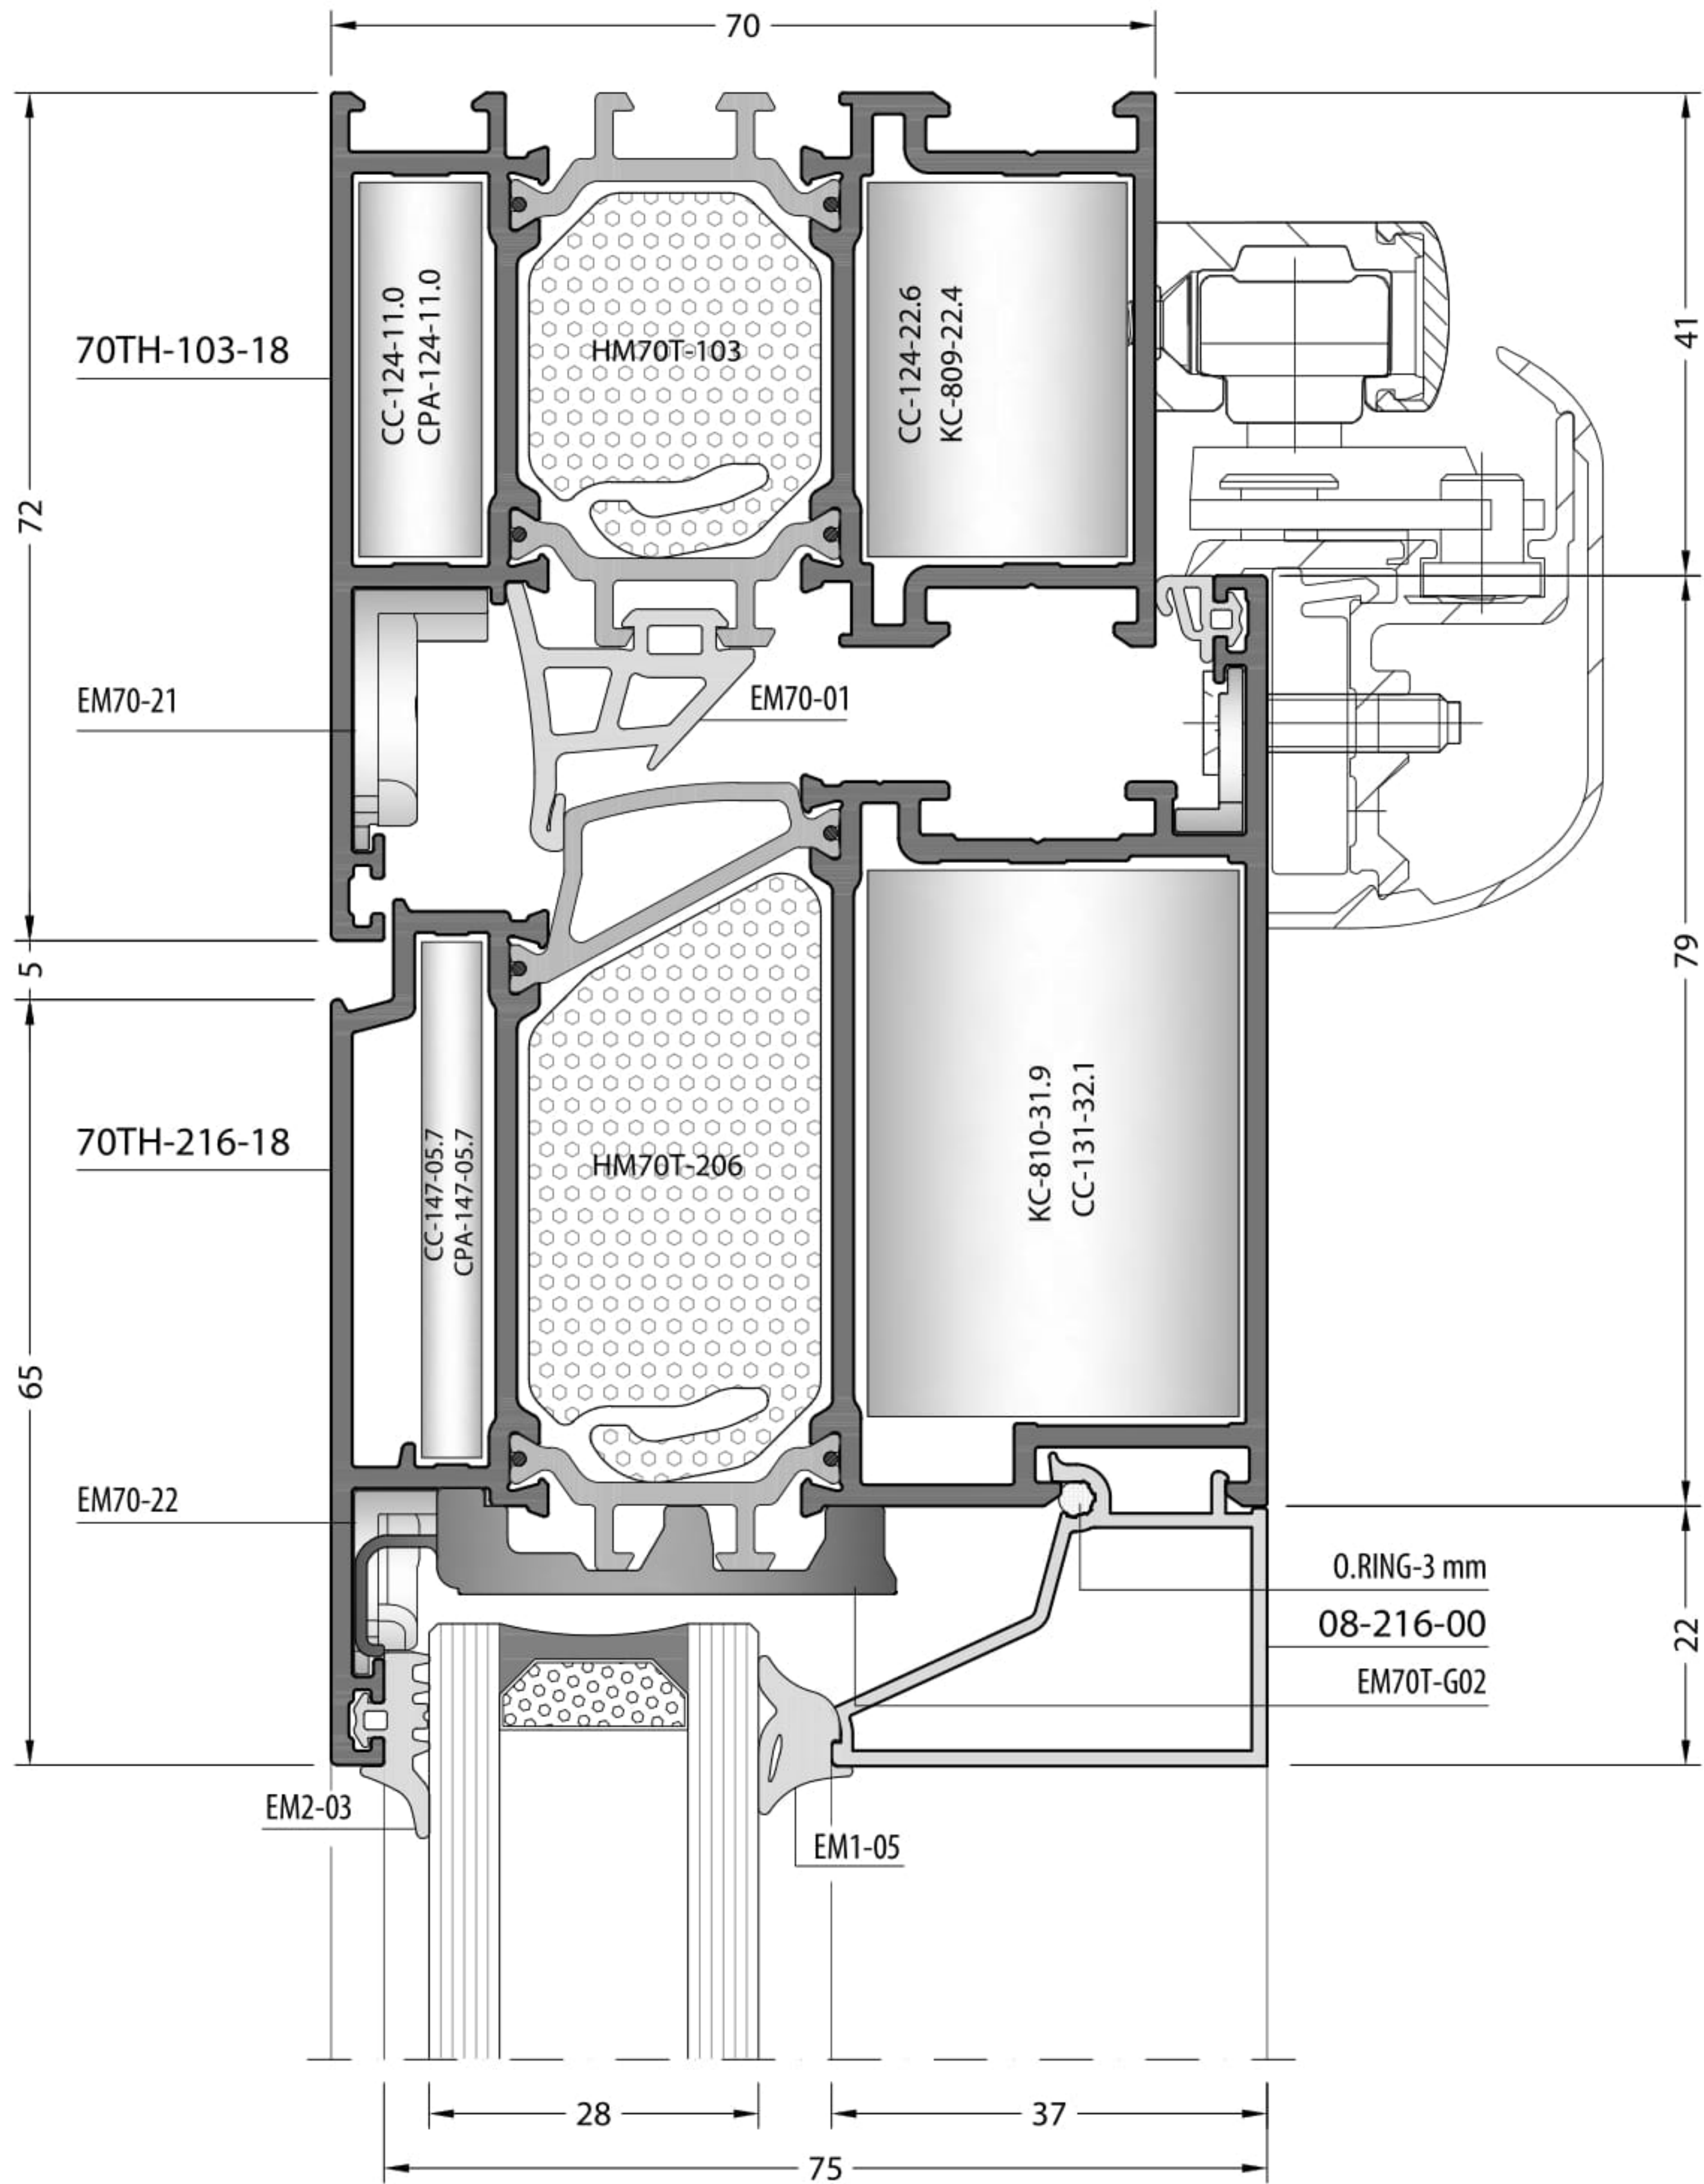 70
72
5
65
41
79
22
70TH-103-18
CC-124-11.0
CPA-124-11.0
HM70T-103
CC-124-22.6
KC-809-22.4
EM70-21
EM70-01
70TH-216-18
CC-147-05.7
CPA-147-05.7
HM70T-206
KC-810-31.9
CC-131-32.1
EM70-22
O.RING-3 mm
08-216-00
EM70T-G02
EM2-03
EM1-05
28
37
75